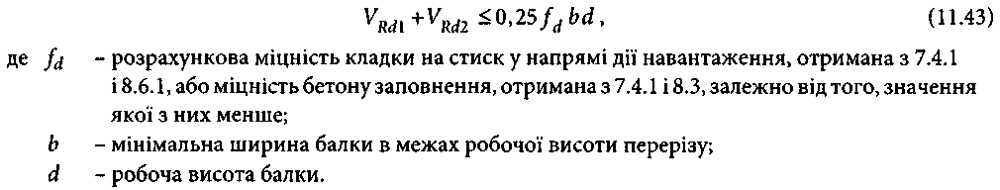 V_{Rd1} + V_{Rd2} ≤ 0,25 f_d bd , (11.43)
де f_d – розрахункова міцність кладки на стиск у напрямі дії навантаження, отримана з 7.4.1
і 8.6.1, або міцність бетону заповнення, отримана з 7.4.1 і 8.3, залежно від того, значення
якої з них менше;
b – мінімальна ширина балки в межах робочої висоти перерізу;
d – робоча висота балки.